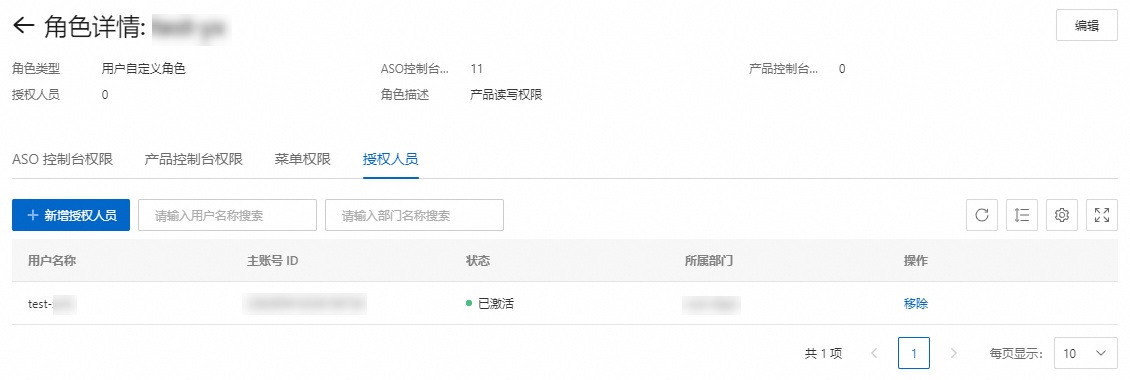 角色详情:
编辑
角色类型 用户自定义角色 ASO控制台... 11 产品控制台... 0
授权人员 0 角色描述 产品读写权限
ASO 控制台权限 产品控制台权限 菜单权限 授权人员
+ 新增授权人员 请输入用户名称搜索 请输入部门名称搜索
用户名称 主账号 ID 状态 所属部门 操作
test- 已激活 移除
共 1 项 1 每页显示: 10